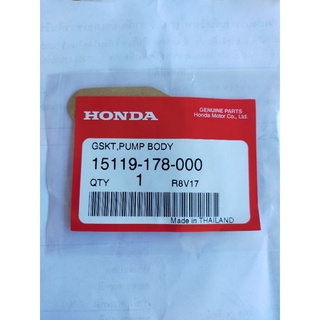 HONDA
GENUINE PARTS
Honda Motor Co., Ltd.
GSKT,PUMP BODY
15119-178-000
QTY 1 R8V17
Made in THAILAND